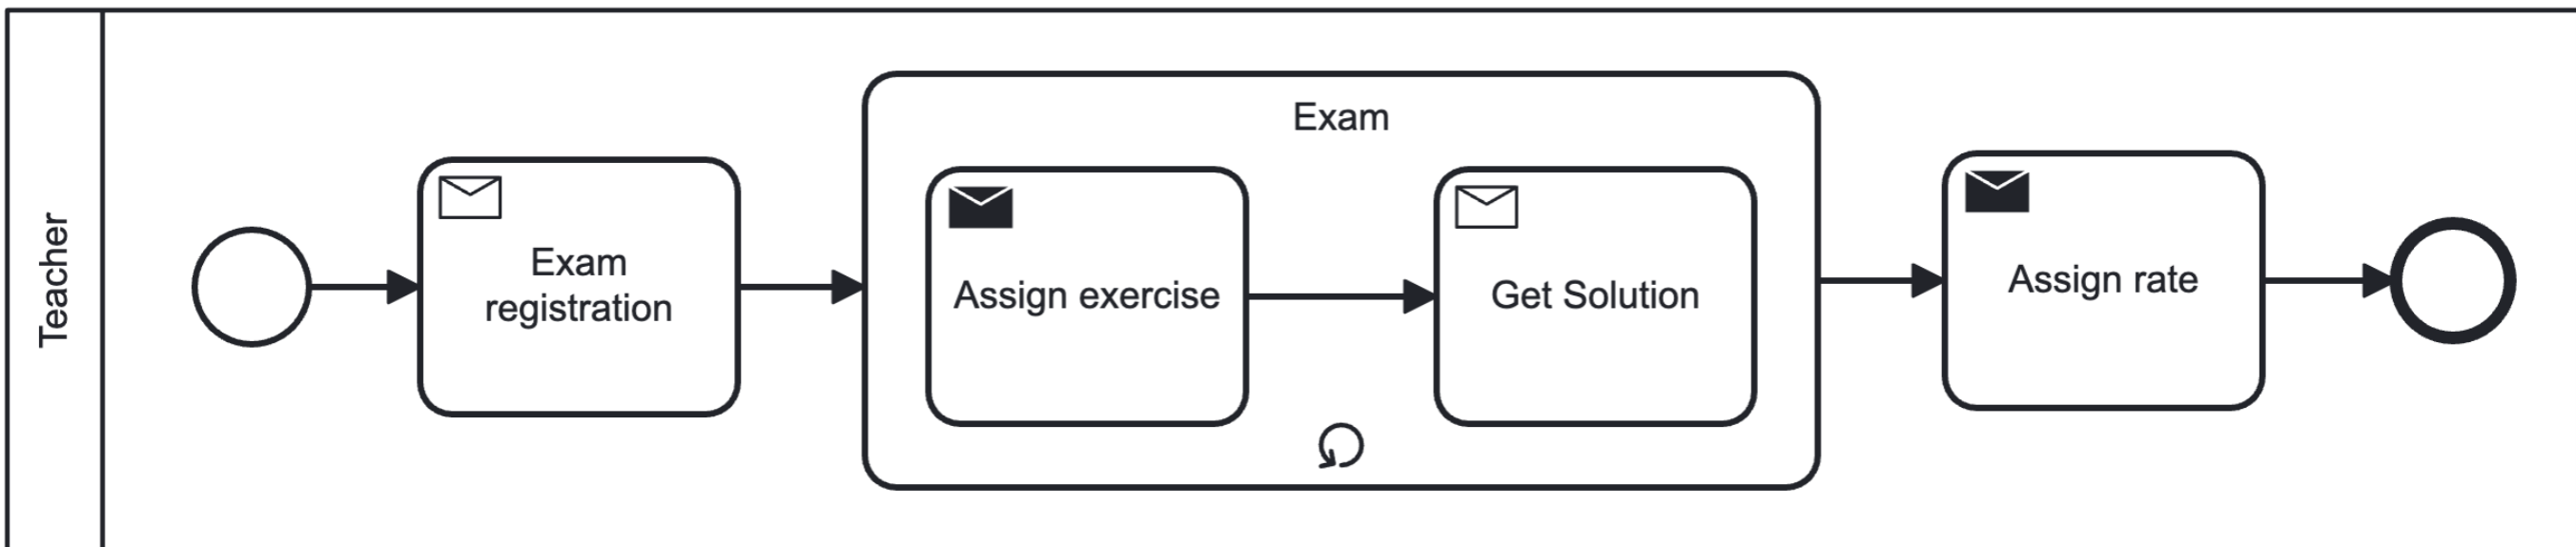 Teacher
Exam
registration
Exam
Assign exercise
Get Solution
Assign rate